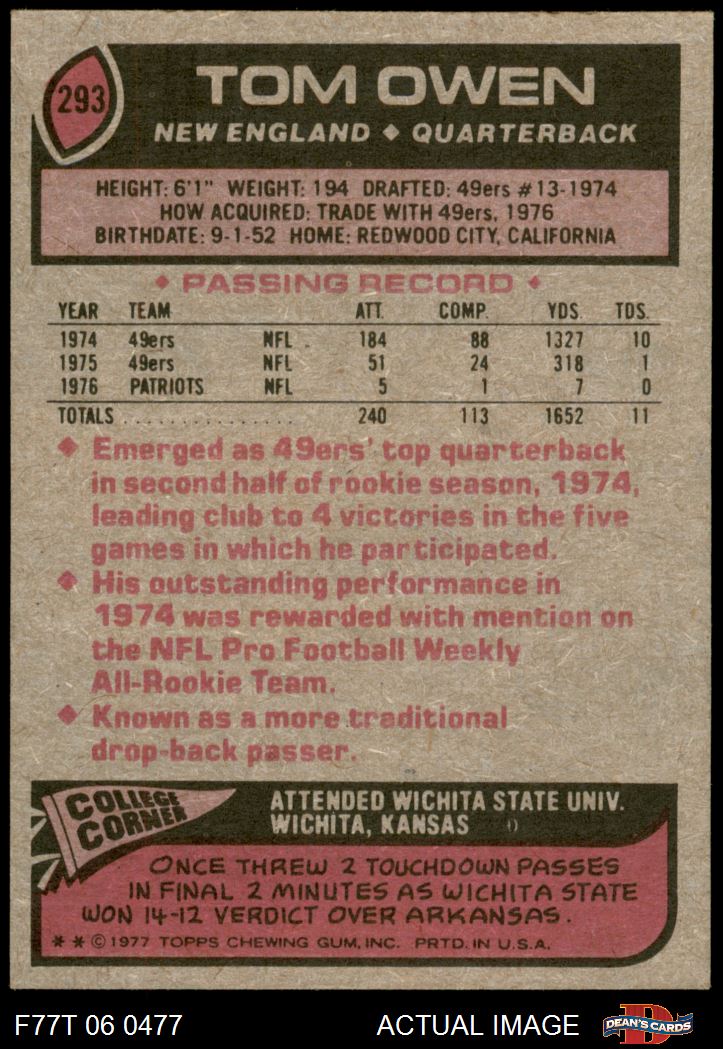 293
TOM OWEN
NEW ENGLAND ♦ QUARTERBACK
HEIGHT: 6'1" WEIGHT: 194 DRAFTED: 49ers #13-1974
HOW ACQUIRED: TRADE WITH 49ers, 1976
BIRTHDATE: 9-1-52 HOME: REDWOOD CITY, CALIFORNIA
♦ PASSING RECORD ♦
YEAR TEAM ATT. COMP. YDS. TDS.
1974 49ers NFL 184 88 1327 10
1975 49ers NFL 51 24 318 1
1976 PATRIOTS NFL 5 1 7 0
TOTALS ................ 240 113 1652 11
♦ Emerged as 49ers' top quarterback
in second half of rookie season, 1974,
leading club to 4 victories in the five
games in which he participated.
♦ His outstanding performance in
1974 was rewarded with mention on
the NFL Pro Football Weekly
All-Rookie Team.
♦ Known as a more traditional
drop-back passer.
COLLEGE
CORNER
ATTENDED WICHITA STATE UNIV.
WICHITA, KANSAS
ONCE THREW 2 TOUCHDOWN PASSES
IN FINAL 2 MINUTES AS WICHITA STATE
WON 14-12 VERDICT OVER ARKANSAS.
* * © 1977 TOPPS CHEWING GUM, INC. PRTD. IN U.S.A.
F77T 06 0477 ACTUAL IMAGE
D
DEAN'S CARDS